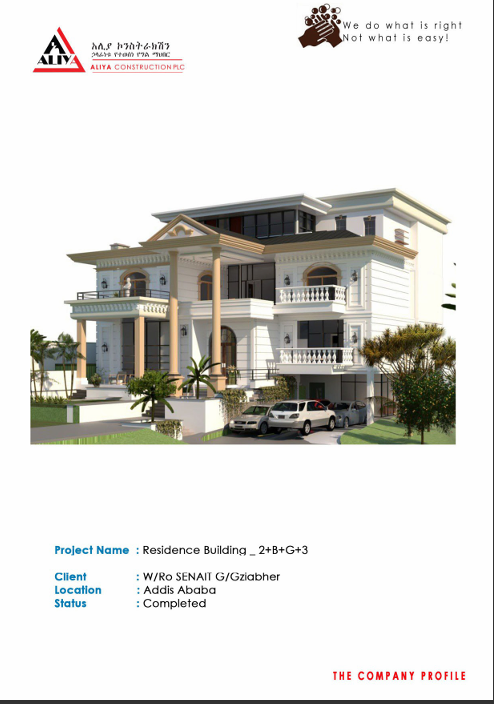 We do what is right
Not what is easy!
አሊያ ኮንስትራክሽን
ኃላፊነቱ የተወሰነ የግል ማህበር
ALIYA
ALIYA CONSTRUCTION PLC
Project Name : Residence Building _ 2+B+G+3
Client : W/Ro SENAIT G/Gziabher
Location : Addis Ababa
Status : Completed
THE COMPANY PROFILE